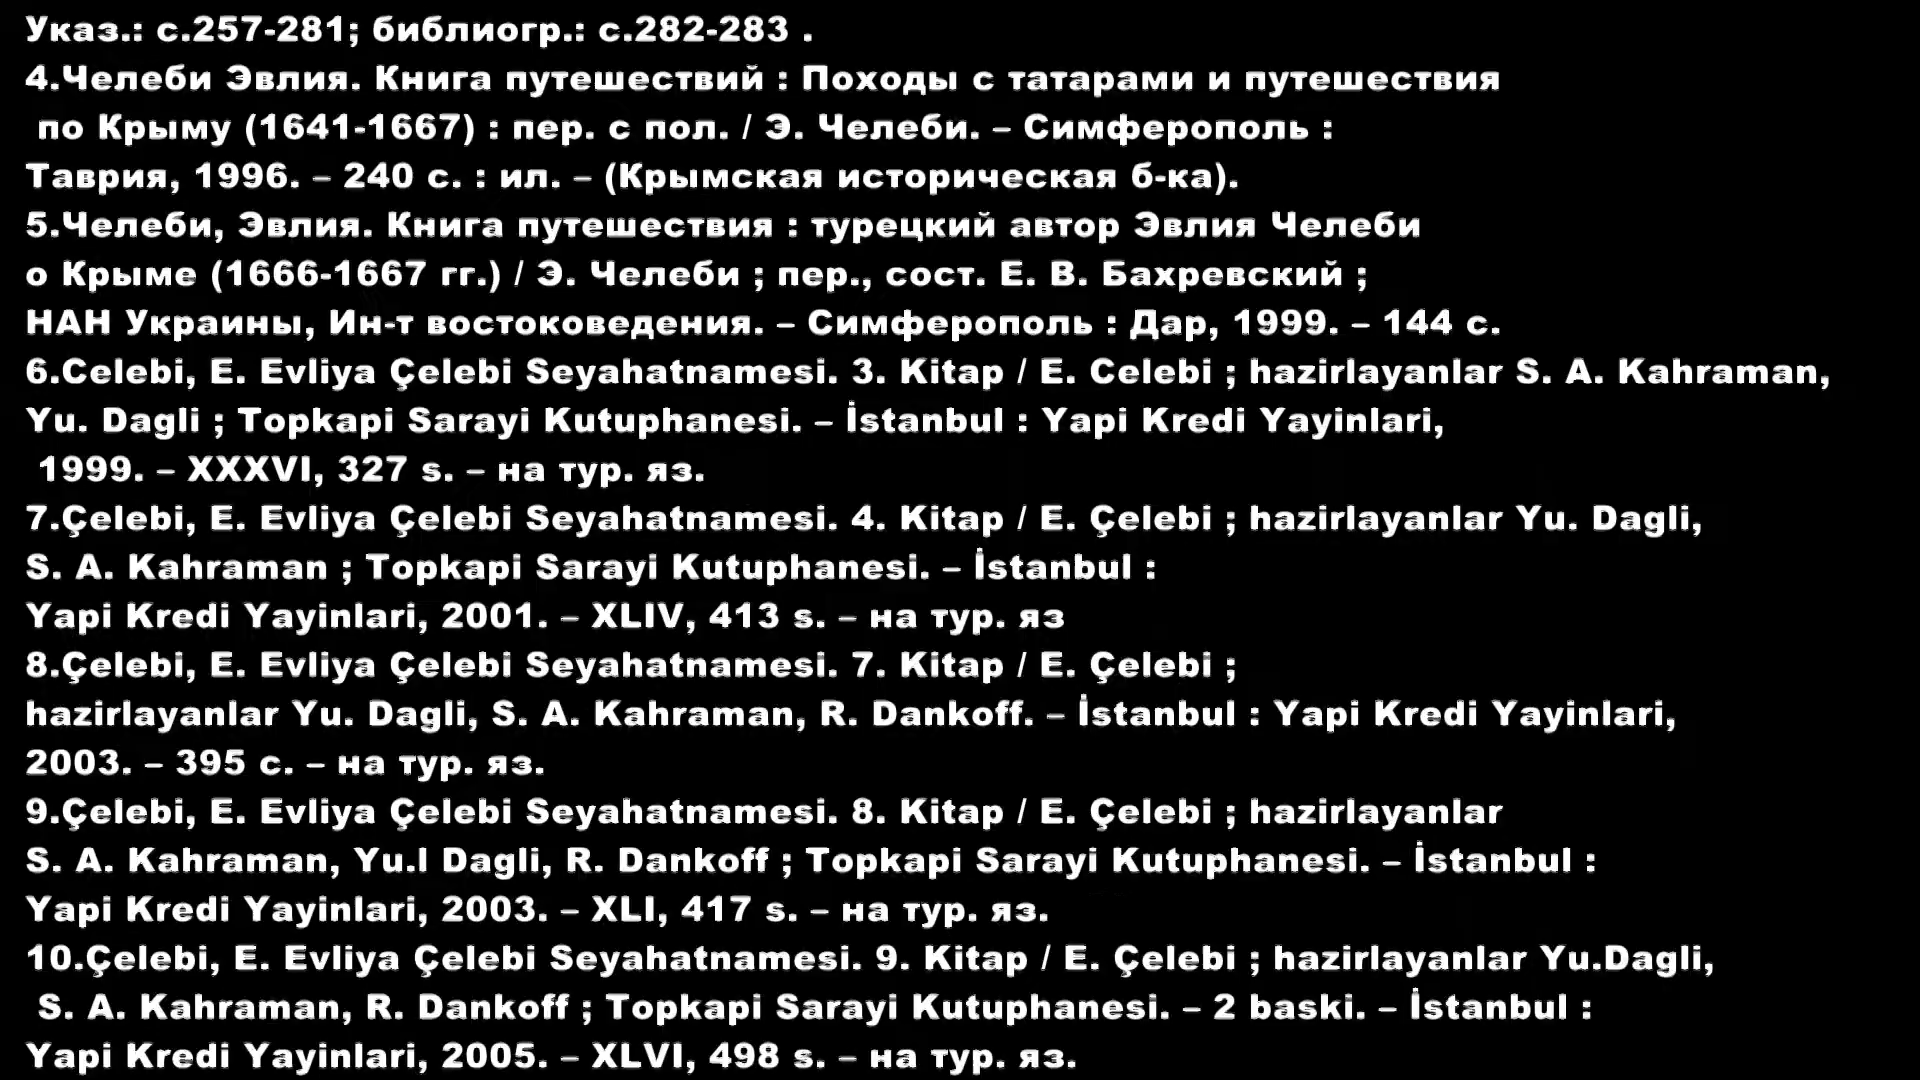 Указ.: с.257-281; библиогр.: с.282-283 .
4.Челеби Эвлия. Книга путешествий : Походы с татарами и путешествия
по Крыму (1641-1667) : пер. с пол. / Э. Челеби. – Симферополь :
Таврия, 1996. – 240 с. : ил. – (Крымская историческая б-ка).
5.Челеби, Эвлия. Книга путешествия : турецкий автор Эвлия Челеби
о Крыме (1666-1667 гг.) / Э. Челеби ; пер., сост. Е. В. Бахревский ;
НАН Украины, Ин-т востоковедения. – Симферополь : Дар, 1999. – 144 с.
6.Celebi, E. Evliya Çelebi Seyahatnamesi. 3. Kitap / E. Celebi ; hazirlayanlar S. A. Kahraman,
Yu. Dagli ; Topkapi Sarayi Kutuphanesi. – İstanbul : Yapi Kredi Yayinlari,
1999. – XXXVI, 327 s. – на тур. яз.
7.Çelebi, E. Evliya Çelebi Seyahatnamesi. 4. Kitap / E. Çelebi ; hazirlayanlar Yu. Dagli,
S. A. Kahraman ; Topkapi Sarayi Kutuphanesi. – İstanbul :
Yapi Kredi Yayinlari, 2001. – XLIV, 413 s. – на тур. яз
8.Çelebi, E. Evliya Çelebi Seyahatnamesi. 7. Kitap / E. Çelebi ;
hazirlayanlar Yu. Dagli, S. A. Kahraman, R. Dankoff. – İstanbul : Yapi Kredi Yayinlari,
2003. – 395 с. – на тур. яз.
9.Çelebi, E. Evliya Çelebi Seyahatnamesi. 8. Kitap / E. Çelebi ; hazirlayanlar
S. A. Kahraman, Yu.l Dagli, R. Dankoff ; Topkapi Sarayi Kutuphanesi. – İstanbul :
Yapi Kredi Yayinlari, 2003. – XLI, 417 s. – на тур. яз.
10.Çelebi, E. Evliya Çelebi Seyahatnamesi. 9. Kitap / E. Çelebi ; hazirlayanlar Yu.Dagli,
S. A. Kahraman, R. Dankoff ; Topkapi Sarayi Kutuphanesi. – 2 baski. – İstanbul :
Yapi Kredi Yayinlari, 2005. – XLVI, 498 s. – на тур. яз.